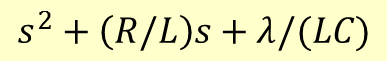 s² + (R/L)s + λ/(LC)